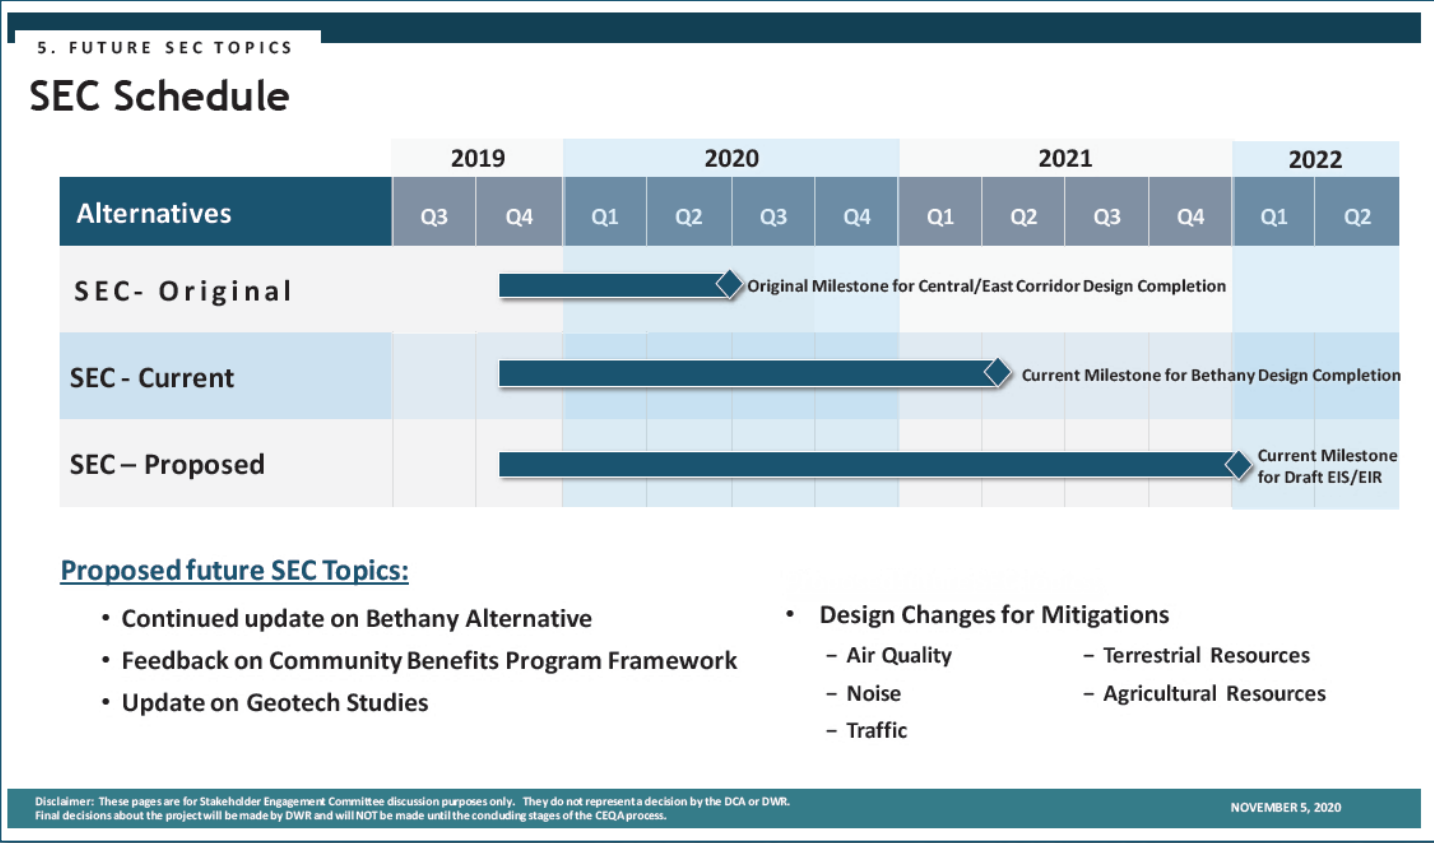 5. FUTURE SEC TOPICS
SEC Schedule
2019 2020 2021 2022
Alternatives Q3 Q4 Q1 Q2 Q3 Q4 Q1 Q2 Q3 Q4 Q1 Q2
SEC- Original Original Milestone for Central/East Corridor Design Completion
SEC - Current Current Milestone for Bethany Design Completion
SEC – Proposed Current Milestone
for Draft EIS/EIR
Proposed future SEC Topics:
• Continued update on Bethany Alternative
• Feedback on Community Benefits Program Framework
• Update on Geotech Studies
• Design Changes for Mitigations
– Air Quality – Terrestrial Resources
– Noise – Agricultural Resources
– Traffic
Disclaimer: These pages are for Stakeholder Engagement Committee discussion purposes only. They do not represent a decision by the DCA or DWR.
Final decisions about the project will be made by DWR and will NOT be made until the concluding stages of the CEQA process.
NOVEMBER 5, 2020